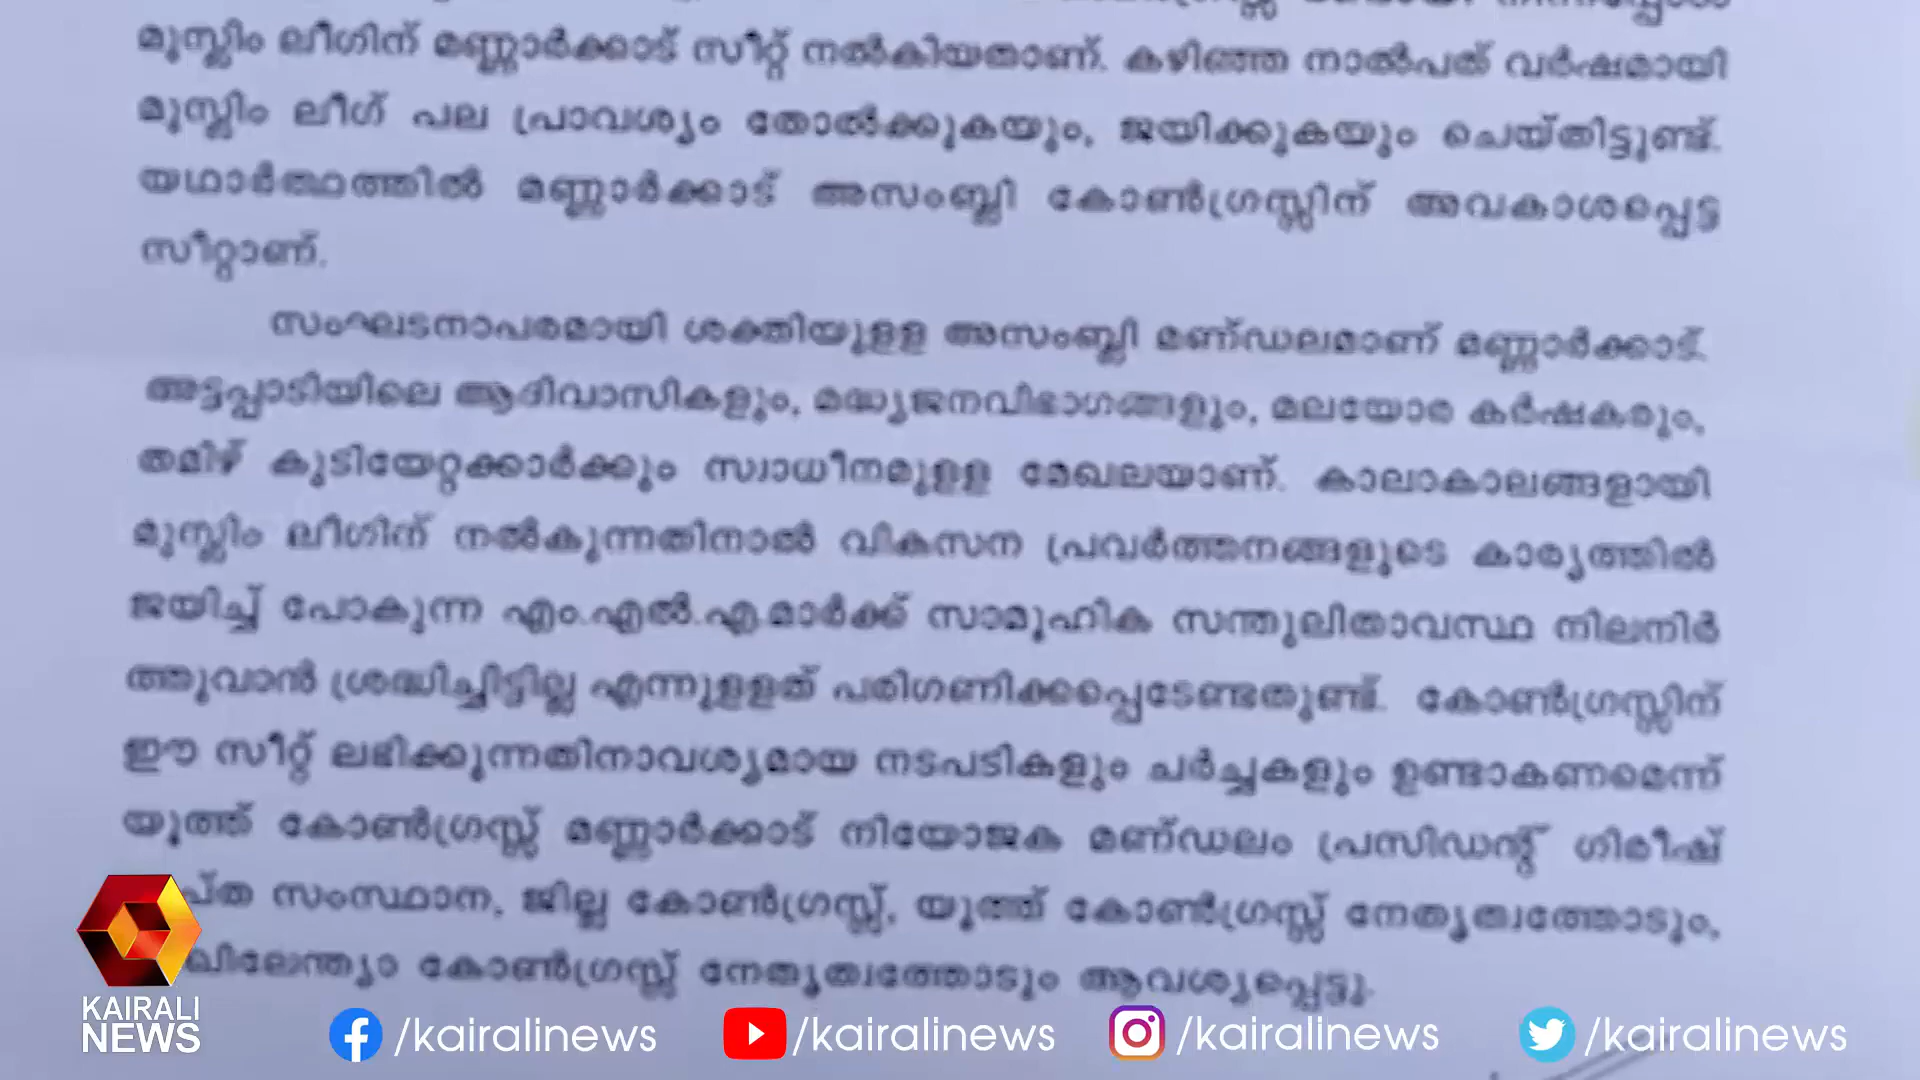 മുസ്ലിം ലീഗിന് മണ്ണാർക്കാട് സീറ്റ് നൽകിയതാണ്. കഴിഞ്ഞ നാൽപത് വർഷമായി
മുസ്ലിം ലീഗ് പല പ്രാവശ്യം തോൽക്കുകയും, ജയിക്കുകയും ചെയ്തിട്ടുണ്ട്.
യഥാർത്ഥത്തിൽ മണ്ണാർക്കാട് അസംബ്ലി കോൺഗ്രസ്സിന് അവകാശപ്പെട്ട
സീറ്റാണ്.
സംഘടനാപരമായി ശക്തിയുളള അസംബ്ലി മണ്ഡലമാണ് മണ്ണാർക്കാട്.
അട്ടപ്പാടിയിലെ ആദിവാസികളും, മദ്ധ്യജനവിഭാഗങ്ങളും, മലയോര കർഷകരും,
തമിഴ് കുടിയേറ്റക്കാർക്കും സ്വാധീനമുളള മേഖലയാണ്. കാലാകാലങ്ങളായി
മുസ്ലിം ലീഗിന് നൽകുന്നതിനാൽ വികസന പ്രവർത്തനങ്ങളുടെ കാര്യത്തിൽ
ജയിച്ച് പോകുന്ന എം.എൽ.എ.മാർക്ക് സാമൂഹിക സന്തുലിതാവസ്ഥ നിലനിർ
ത്തുവാൻ ശ്രദ്ധിച്ചിട്ടില്ല എന്നുളളത് പരിഗണിക്കപ്പെടേണ്ടതുണ്ട്. കോൺഗ്രസ്സിന്
ഈ സീറ്റ് ലഭിക്കുന്നതിനാവശ്യമായ നടപടികളും ചർച്ചകളും ഉണ്ടാകണമെന്ന്
യൂത്ത് കോൺഗ്രസ്സ് മണ്ണാർക്കാട് നിയോജക മണ്ഡലം പ്രസിഡന്റ് ഗിരീഷ്
സംസ്ഥാന, ജില്ല കോൺഗ്രസ്സ്, യൂത്ത് കോൺഗ്രസ്സ് നേതൃത്വത്തോടും,
കോൺഗ്രസ്സ് നേതൃത്വത്തോടും ആവശ്യപ്പെട്ടു.
KAIRALI
NEWS
/kairalinews /kairalinews /kairalinews /kairalinews